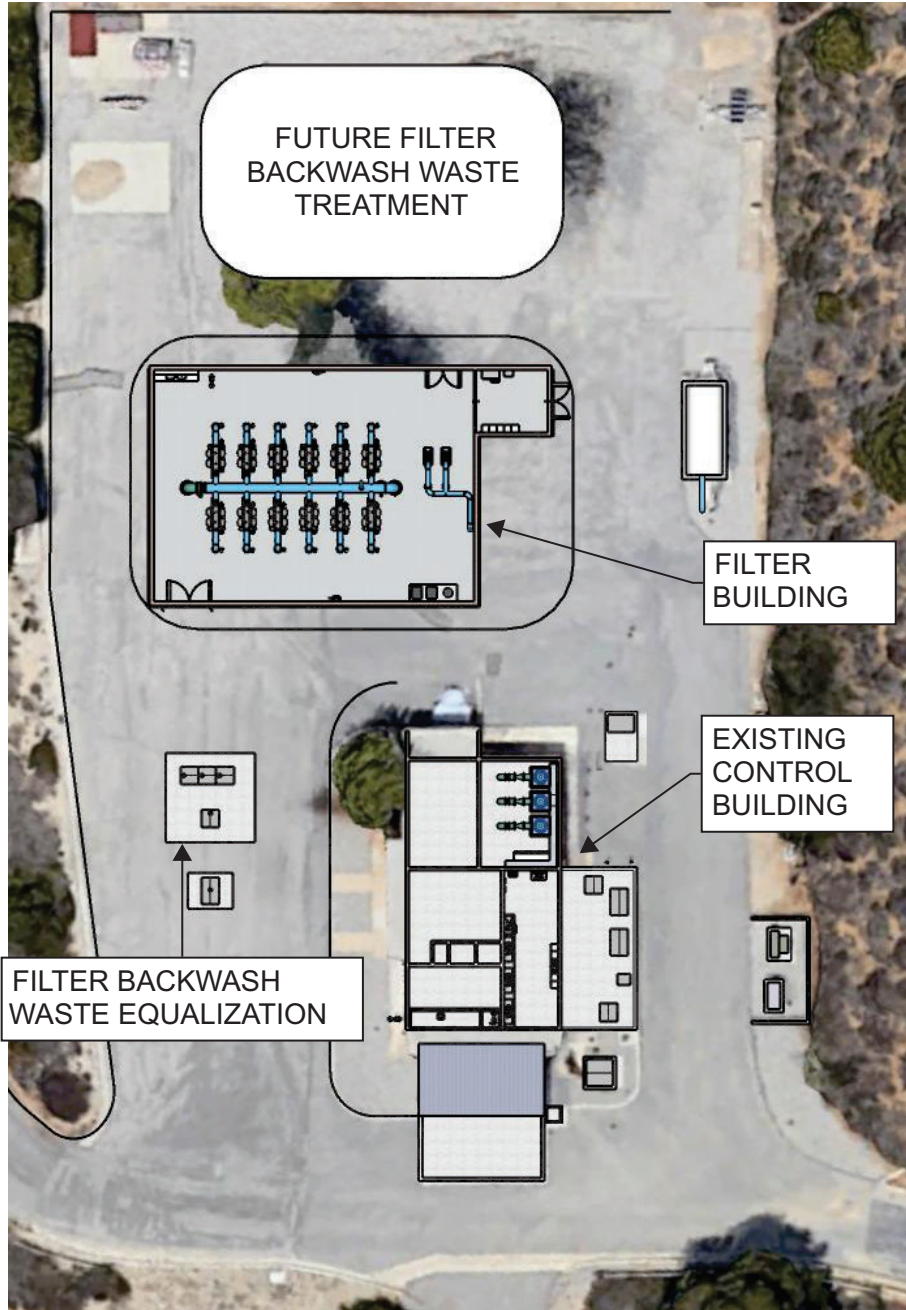 FUTURE FILTER
BACKWASH WASTE
TREATMENT
FILTER
BUILDING
EXISTING
CONTROL
BUILDING
FILTER BACKWASH
WASTE EQUALIZATION